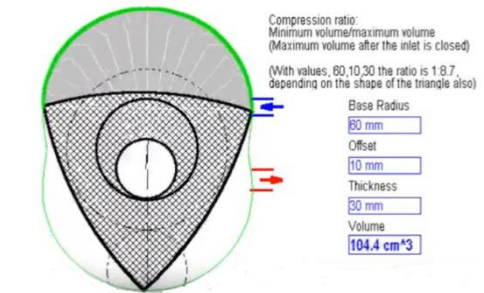 Compression ratio:
Minimum volume/maximum volume
(Maximum volume after the inlet is closed)
(With values, 60,10,30 the ratio is 1:8.7,
depending on the shape of the triangle also)
Base Radius
60 mm
Offset
10 mm
Thickness
30 mm
Volume
104.4 cm^3